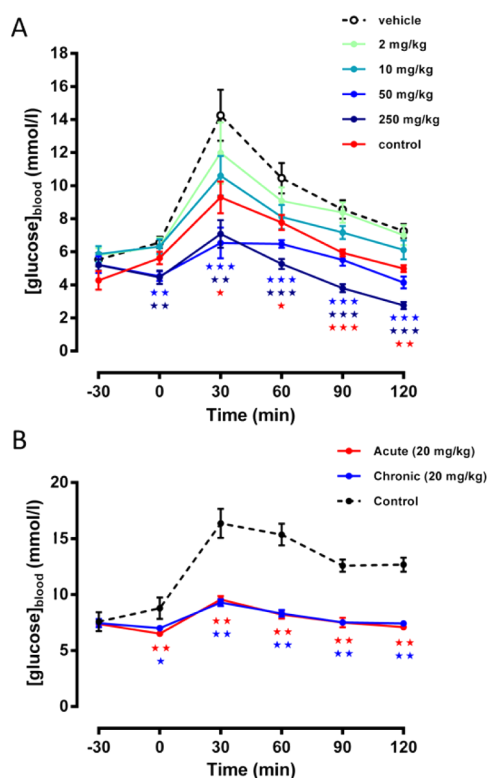 A
vehicle
2 mg/kg
10 mg/kg
50 mg/kg
250 mg/kg
control
[glucose]blood (mmol/l)
18
16
14
12
10
8
6
4
2
0
-30 0 30 60 90 120
Time (min)
B
Acute (20 mg/kg)
Chronic (20 mg/kg)
Control
[glucose]blood (mmol/l)
20
15
10
5
0
-30 0 30 60 90 120
Time (min)